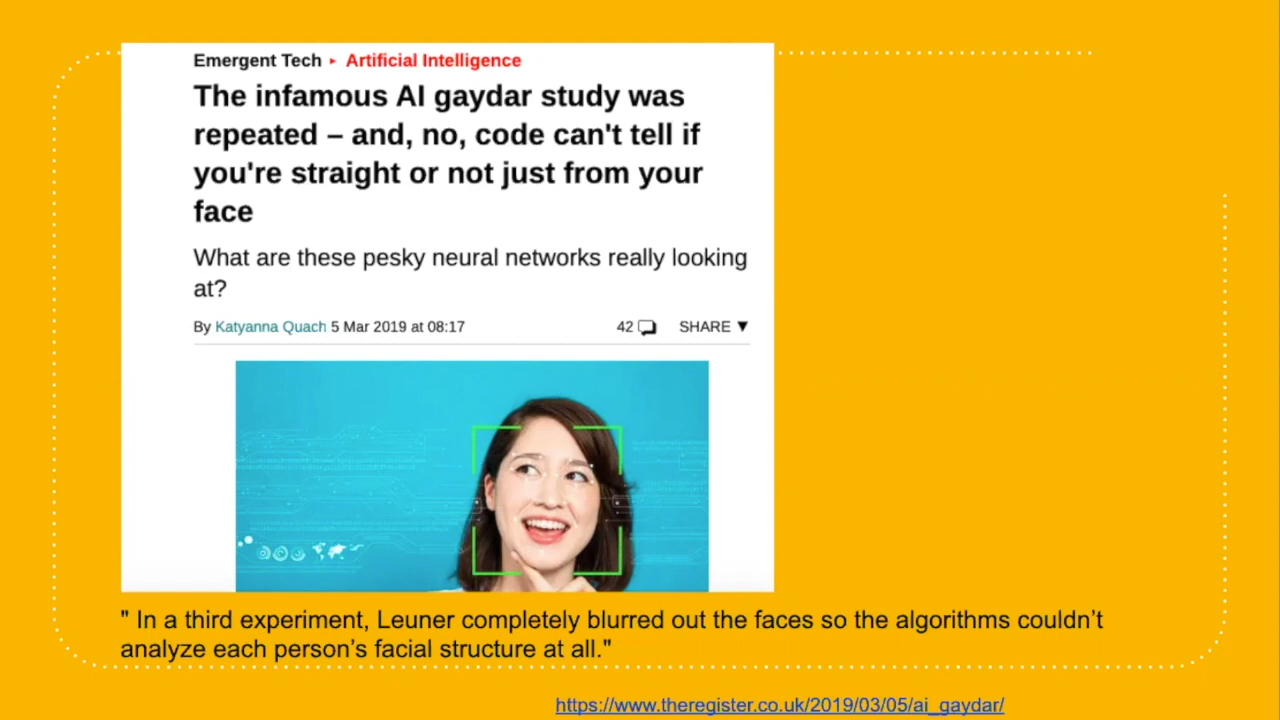 Emergent Tech ▸ Artificial Intelligence
The infamous AI gaydar study was
repeated – and, no, code can't tell if
you're straight or not just from your
face
What are these pesky neural networks really looking
at?
By Katyanna Quach 5 Mar 2019 at 08:17 42 SHARE ▼
" In a third experiment, Leuner completely blurred out the faces so the algorithms couldn’t
analyze each person’s facial structure at all."
https://www.theregister.co.uk/2019/03/05/ai_gaydar/